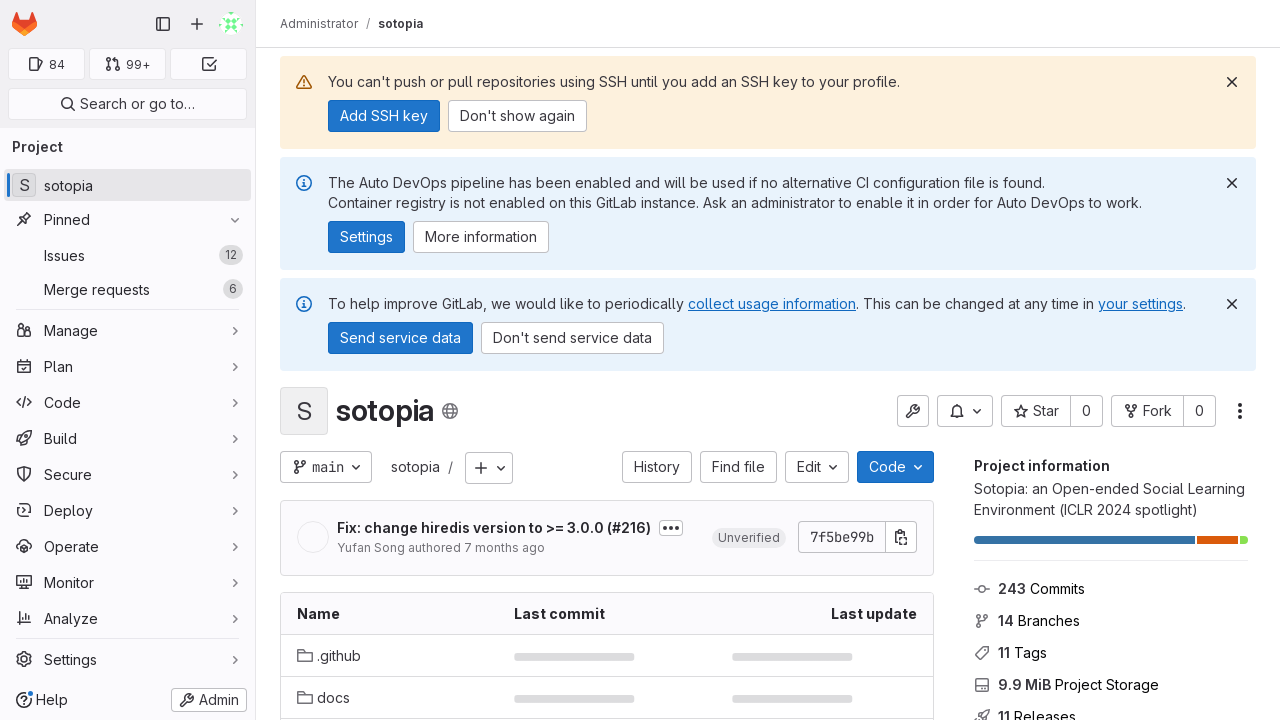 Administrator / sotopia
84
99+
Search or go to…
You can't push or pull repositories using SSH until you add an SSH key to your profile.
Add SSH key
Don't show again
The Auto DevOps pipeline has been enabled and will be used if no alternative CI configuration file is found.
Container registry is not enabled on this GitLab instance. Ask an administrator to enable it in order for Auto DevOps to work.
Settings
More information
To help improve GitLab, we would like to periodically collect usage information. This can be changed at any time in your settings.
Send service data
Don't send service data
Project
S sotopia
Pinned
Issues 12
Merge requests 6
Manage
Plan
Code
Build
Secure
Deploy
Operate
Monitor
Analyze
Settings
Help
Admin
S sotopia
Star 0
Fork 0
main
sotopia /
History
Find file
Edit
Code
Fix: change hiredis version to >= 3.0.0 (#216)
Yufan Song authored 7 months ago
Unverified
7f5be99b
Name Last commit Last update
.github
docs
Project information
Sotopia: an Open-ended Social Learning
Environment (ICLR 2024 spotlight)
243 Commits
14 Branches
11 Tags
9.9 MiB Project Storage
11 Releases